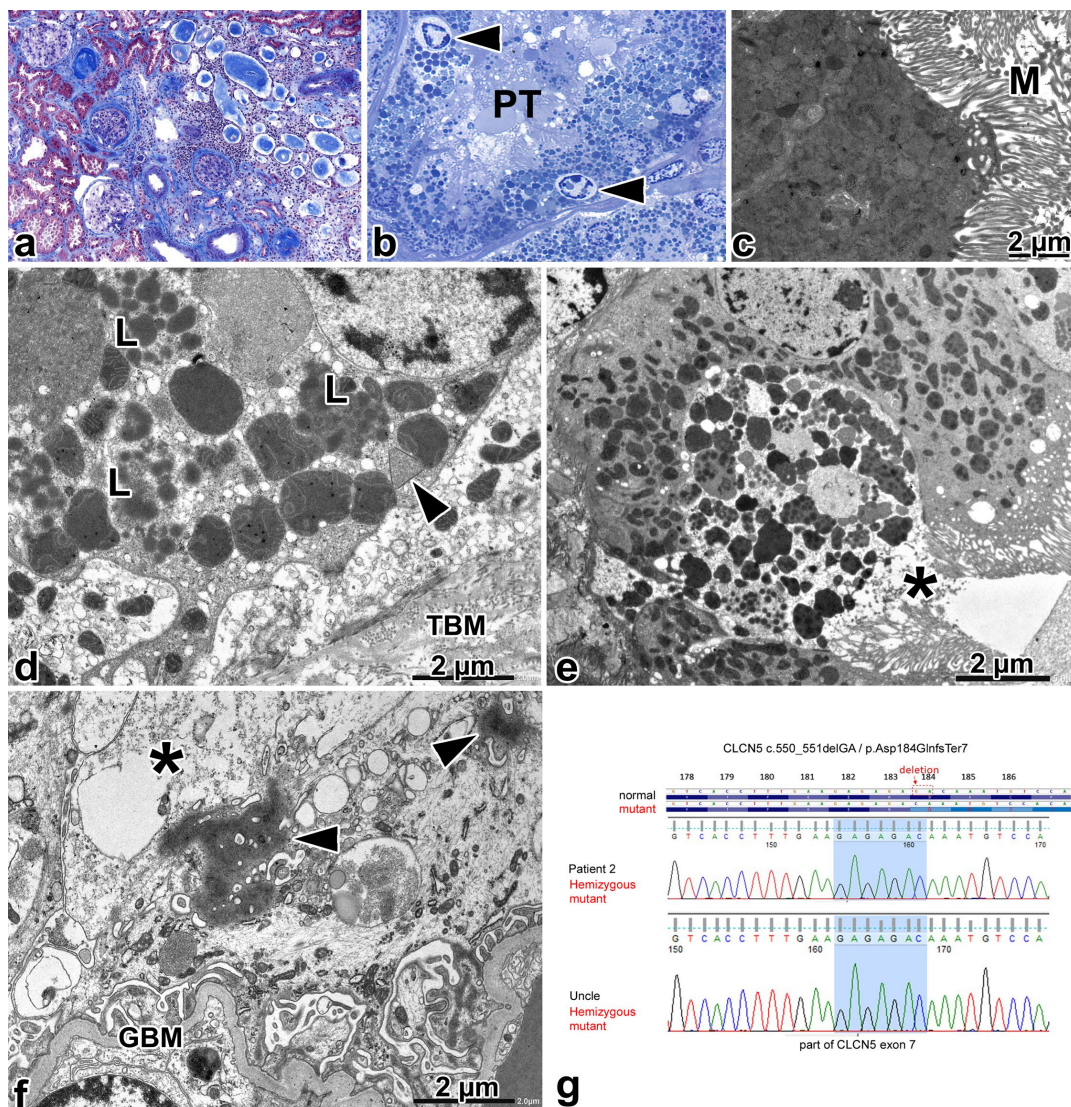 a
b
PT
c
M
2 µm
d
L
L
L
TBM
2 µm
e
*
2 µm
f
*
GBM
2 µm
2.0µm
g
CLCN5 c.550_551delGA / p.Asp184GlnfsTer7
deletion
178 179 180 181 182 183 184 185 186
normal
mutant
150 160 170
G T C A C C T T T G A A G A G A G A C A A A T G T C C A
Patient 2
Hemizygous
mutant
G T C A C C T T T G A A G A G A G A C A A A T G T C C A
150 160 170
Uncle
Hemizygous
mutant
part of CLCN5 exon 7